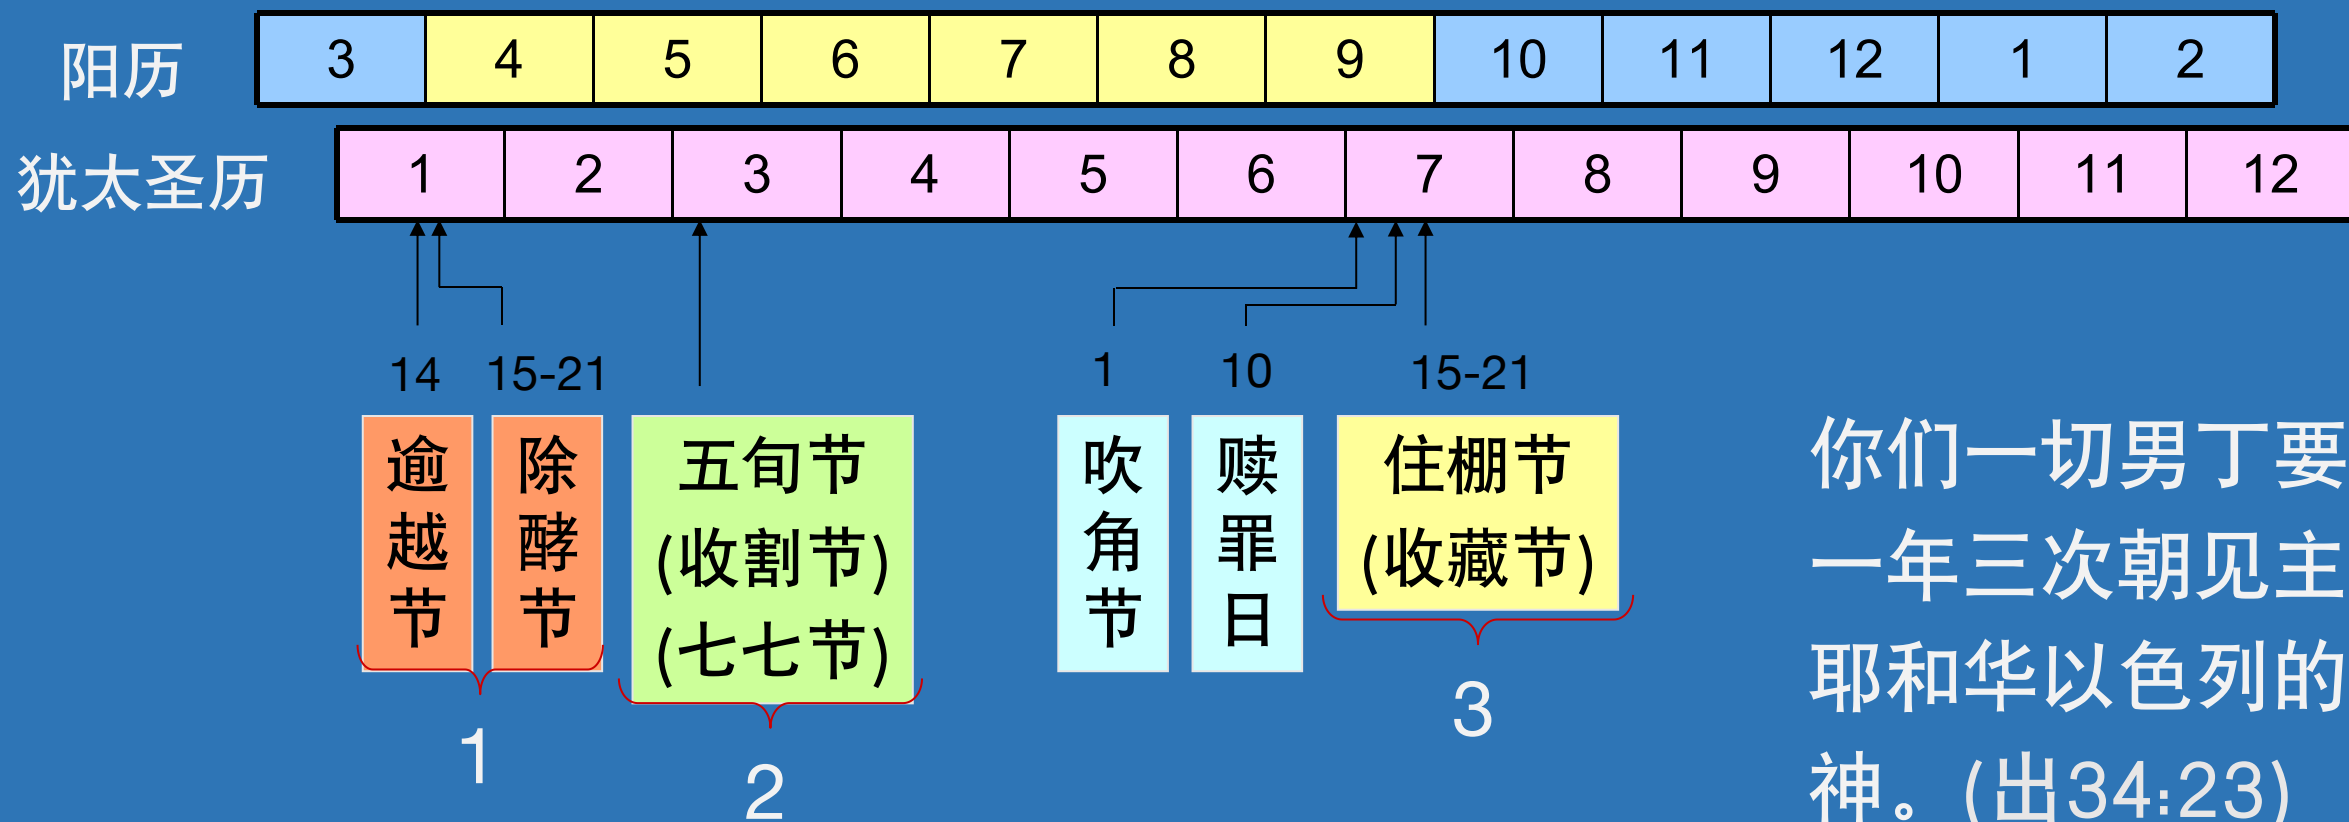 阳历 3 4 5 6 7 8 9 10 11 12 1 2
犹太圣历 1 2 3 4 5 6 7 8 9 10 11 12
14 15-21 1 10 15-21
逾越节
除酵节
五旬节
(收割节)
(七七节)
吹角节
赎罪日
住棚节
(收藏节)
1
2
3
你们一切男丁要
一年三次朝见主
耶和华以色列的
神。(出34:23)